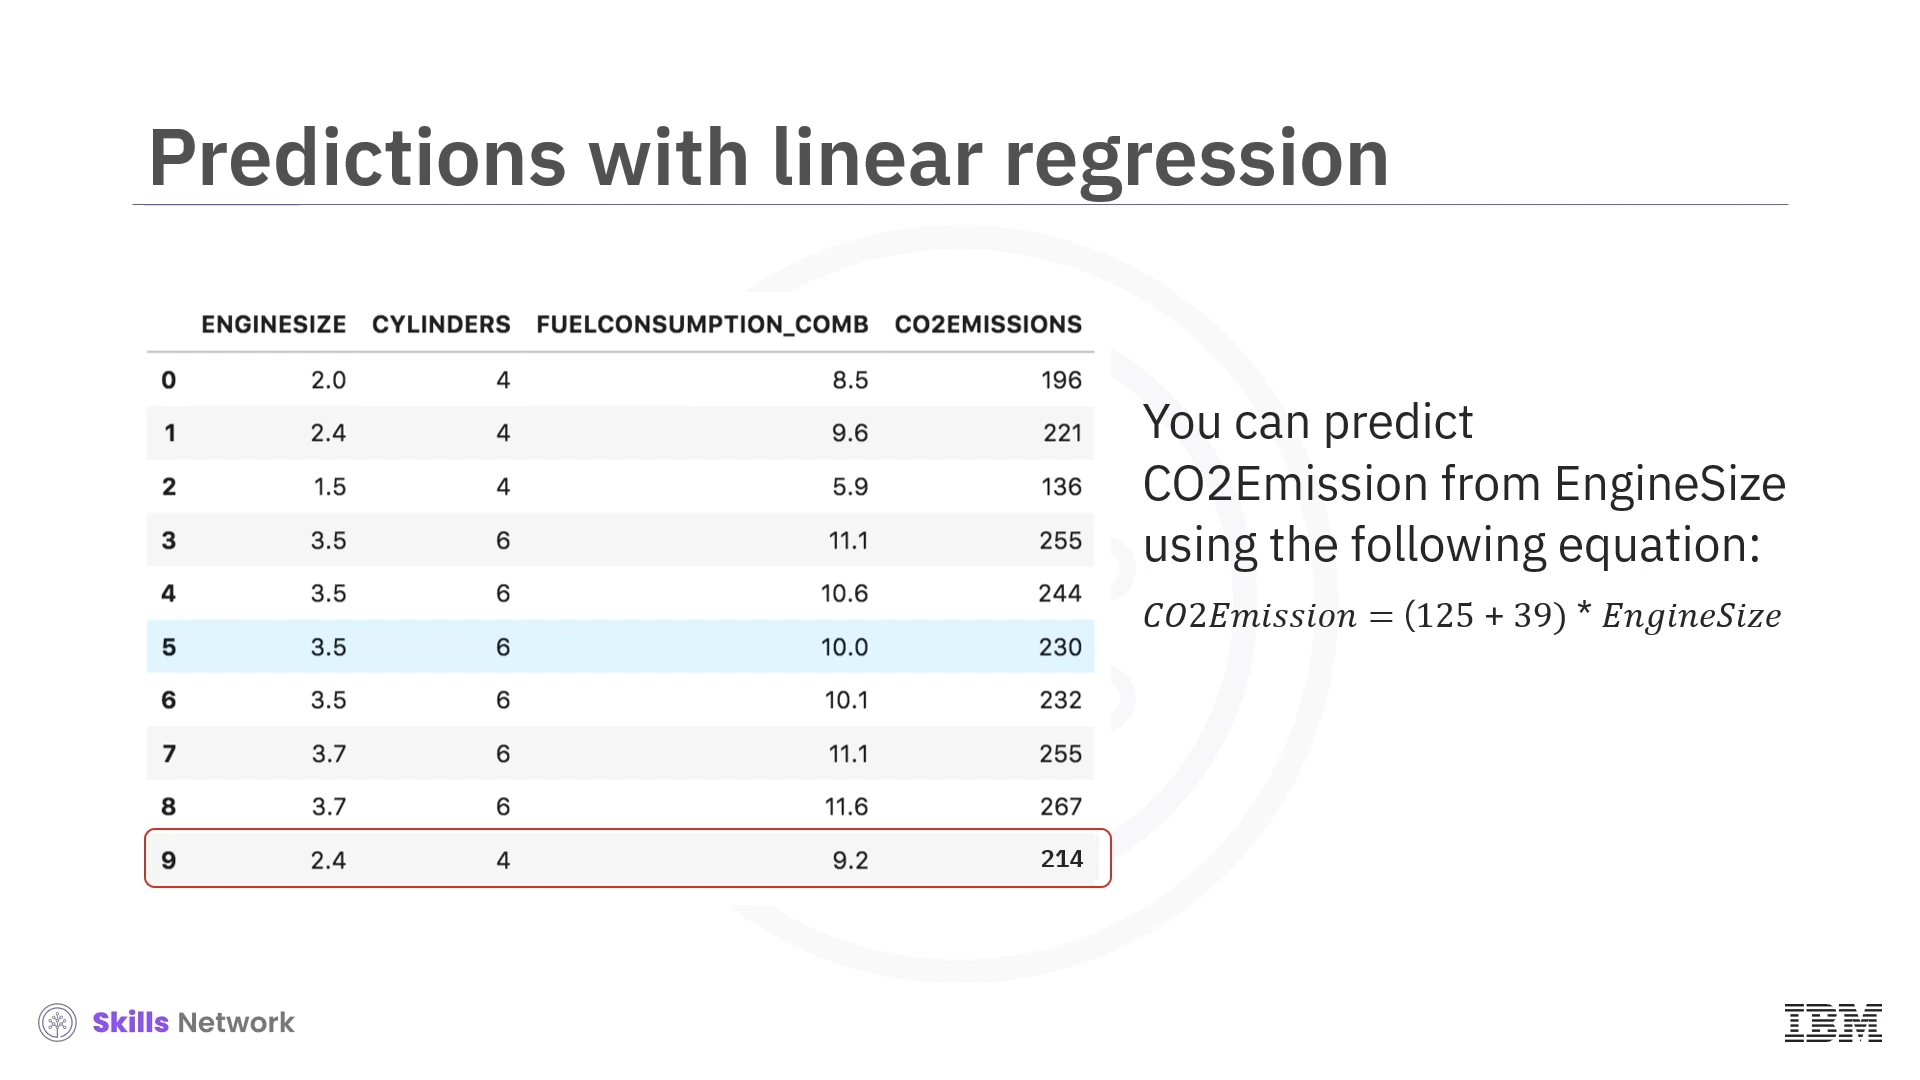 Predictions with linear regression
ENGINESIZE CYLINDERS FUELCONSUMPTION_COMB CO2EMISSIONS
0 2.0 4 8.5 196
1 2.4 4 9.6 221
2 1.5 4 5.9 136
3 3.5 6 11.1 255
4 3.5 6 10.6 244
5 3.5 6 10.0 230
6 3.5 6 10.1 232
7 3.7 6 11.1 255
8 3.7 6 11.6 267
9 2.4 4 9.2 214
You can predict
CO2Emission from EngineSize
using the following equation:
CO2Emission = (125 + 39) * EngineSize
Skills Network
IBM